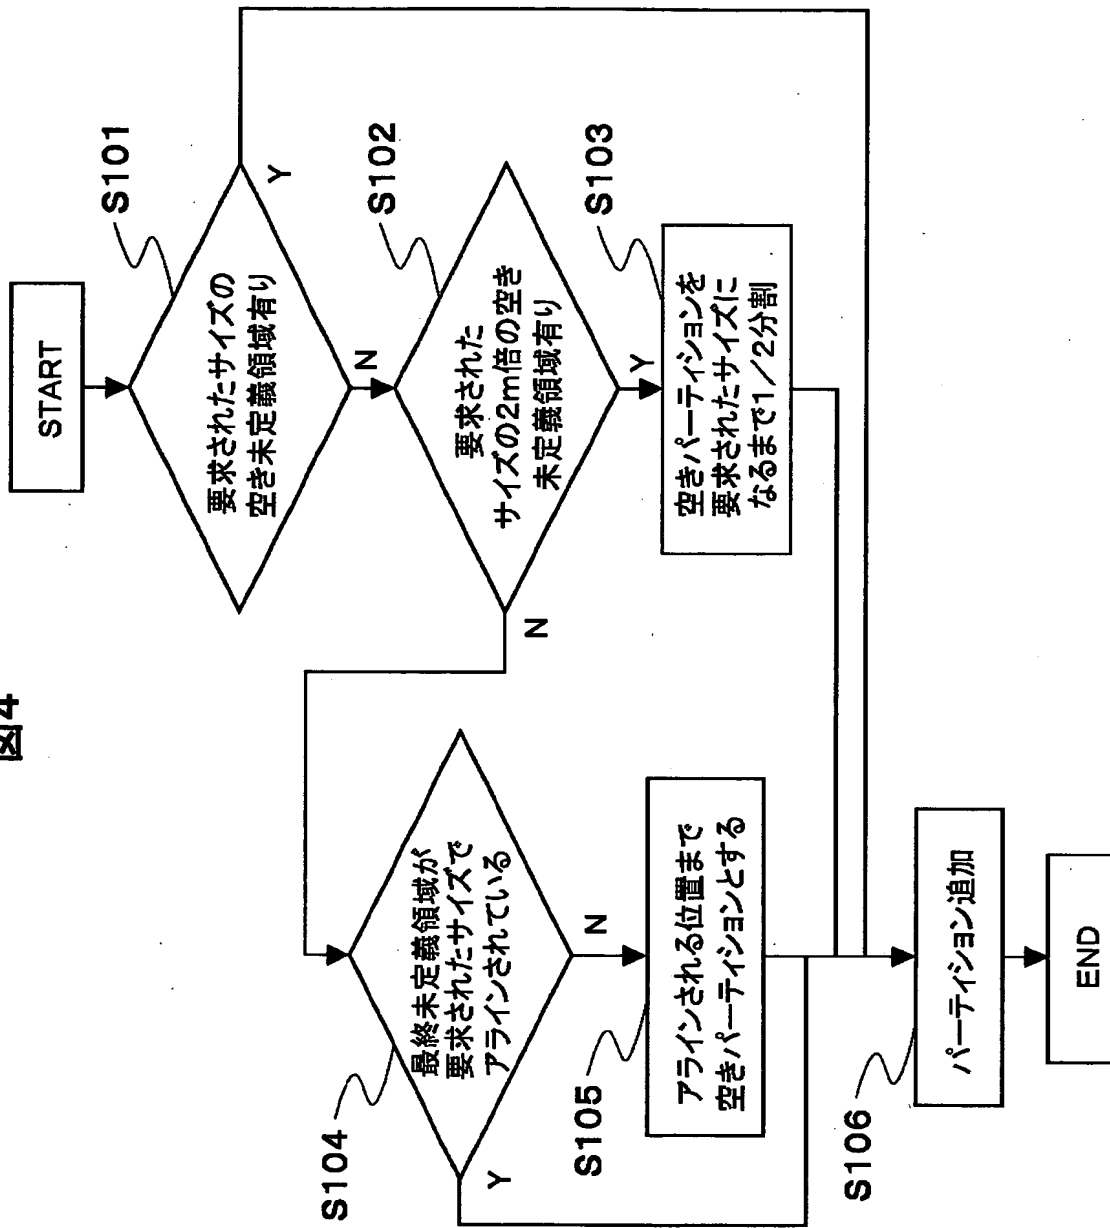 図4
START
S101
要求されたサイズの
空き未定義領域有り
Y
N
S102
要求された
サイズの2m倍の空き
未定義領域有り
N
Y
S103
空きパーティションを
要求されたサイズに
なるまで1/2分割
S104
最終未定義領域が
要求されたサイズで
アラインされている
Y
N
S105
アラインされる位置まで
空きパーティションとする
S106
パーティション追加
END